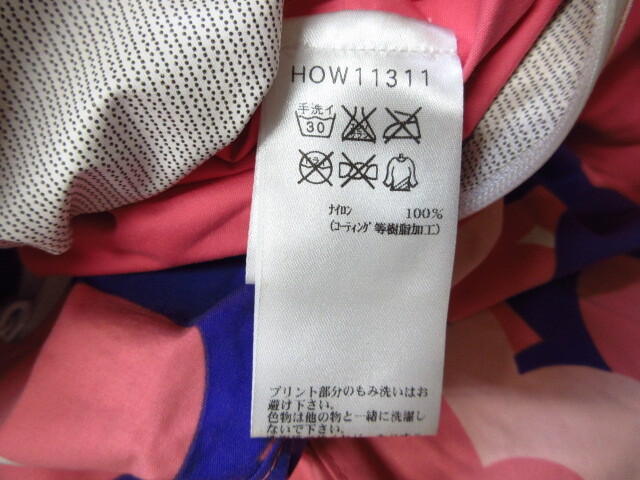 HOW11311
手洗イ
30
ナイロン 100%
(コーティング等樹脂加工)
プリント部分のもみ洗いはお
避け下さい。
色物は他の物と一緒に洗濯し
ないで下さい。